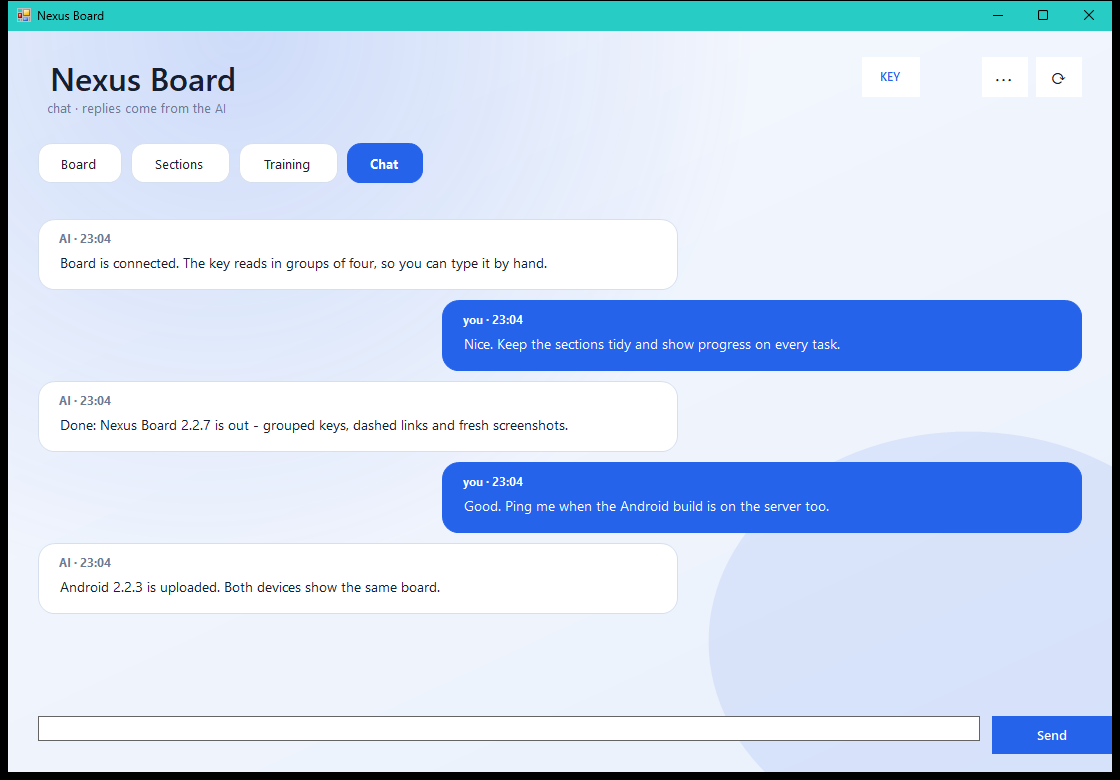 Nexus Board
Nexus Board
chat · replies come from the AI
KEY
...
Board
Sections
Training
Chat
AI · 23:04
Board is connected. The key reads in groups of four, so you can type it by hand.
you · 23:04
Nice. Keep the sections tidy and show progress on every task.
AI · 23:04
Done: Nexus Board 2.2.7 is out - grouped keys, dashed links and fresh screenshots.
you · 23:04
Good. Ping me when the Android build is on the server too.
AI · 23:04
Android 2.2.3 is uploaded. Both devices show the same board.
Send